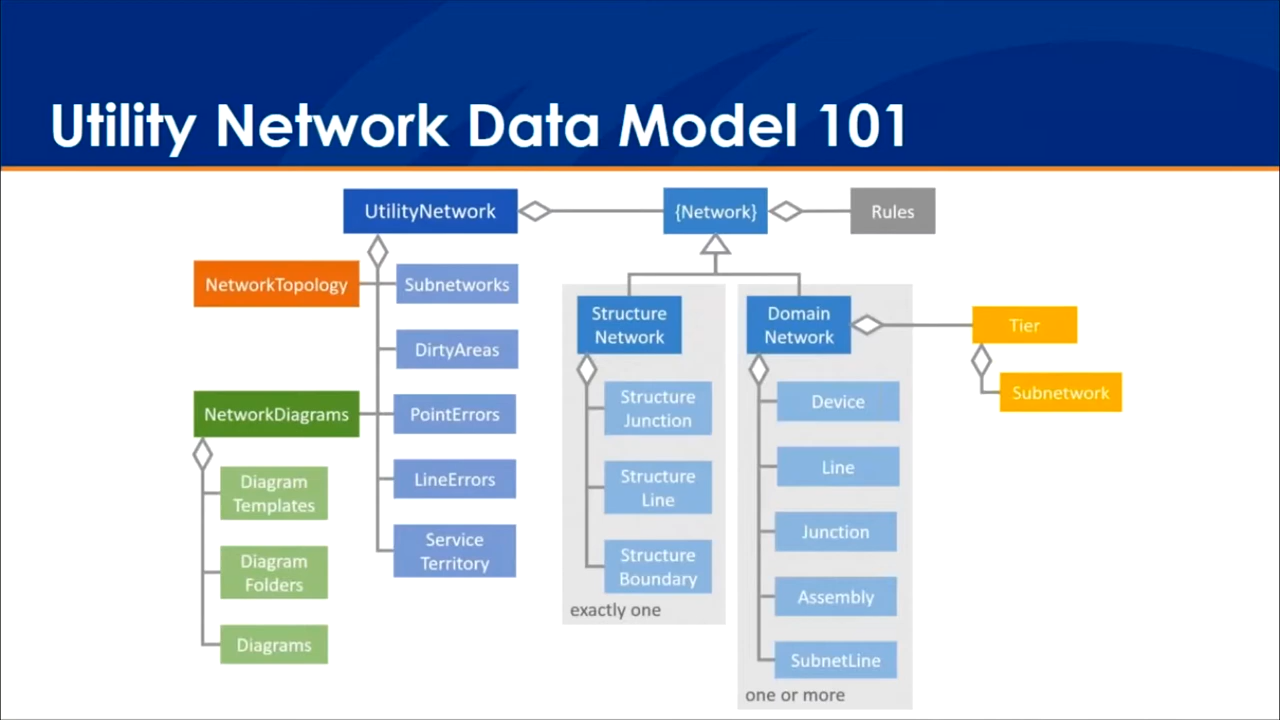 Utility Network Data Model 101
UtilityNetwork
{Network}
Rules
NetworkTopology
Subnetworks
DirtyAreas
NetworkDiagrams
PointErrors
LineErrors
Service
Territory
Diagram
Templates
Diagram
Folders
Diagrams
Structure
Network
Structure
Junction
Structure
Line
Structure
Boundary
exactly one
Domain
Network
Device
Line
Junction
Assembly
SubnetLine
one or more
Tier
Subnetwork